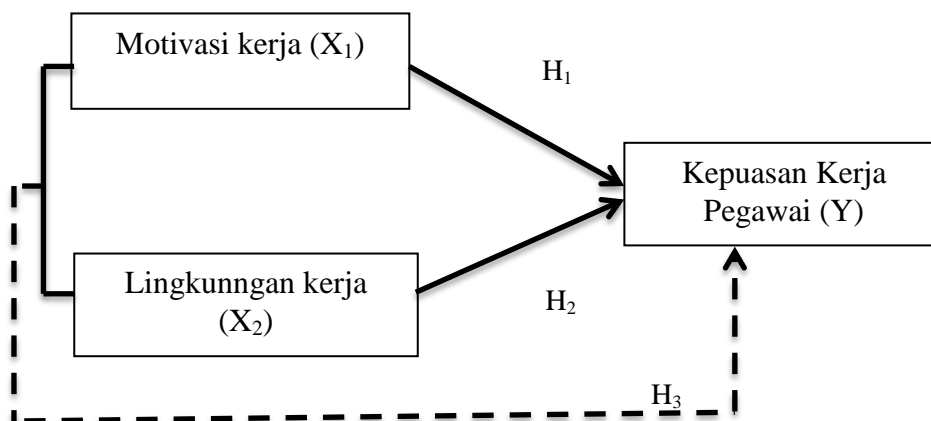 Motivasi kerja (X₁)
H₁
Kepuasan Kerja
Pegawai (Y)
Lingkunngan kerja
(X₂)
H₂
H₃